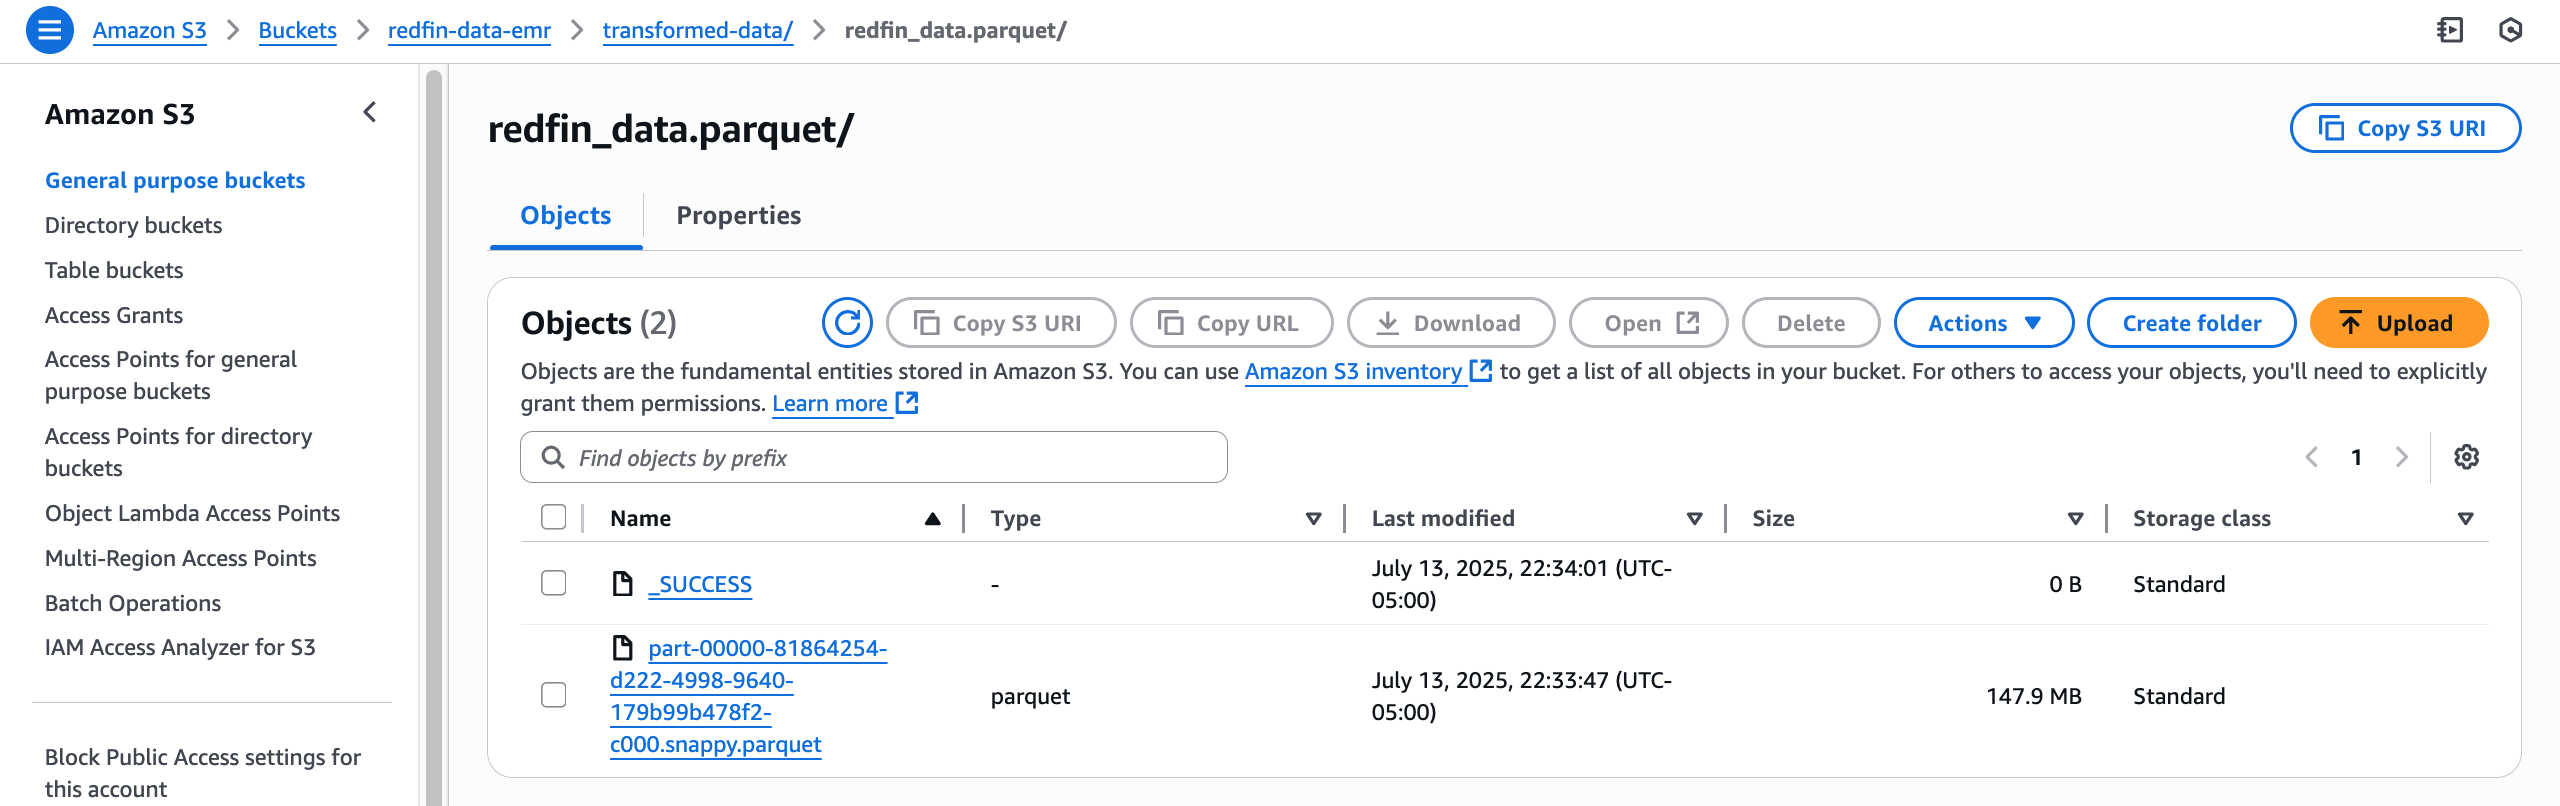 Amazon S3 > Buckets > redfin-data-emr > transformed-data/ > redfin_data.parquet/
Amazon S3
General purpose buckets
Directory buckets
Table buckets
Access Grants
Access Points for general
purpose buckets
Access Points for directory
buckets
Object Lambda Access Points
Multi-Region Access Points
Batch Operations
IAM Access Analyzer for S3
Block Public Access settings for
this account
redfin_data.parquet/
Copy S3 URI
Objects Properties
Objects (2)
Copy S3 URI Copy URL Download Open Delete Actions Create folder Upload
Objects are the fundamental entities stored in Amazon S3. You can use Amazon S3 inventory to get a list of all objects in your bucket. For others to access your objects, you'll need to explicitly
grant them permissions. Learn more
Find objects by prefix
1
Name Type Last modified Size Storage class
_SUCCESS - July 13, 2025, 22:34:01 (UTC-
05:00) 0 B Standard
part-00000-81864254-
d222-4998-9640-
179b99b478f2-
c000.snappy.parquet
parquet
July 13, 2025, 22:33:47 (UTC-
05:00)
147.9 MB
Standard